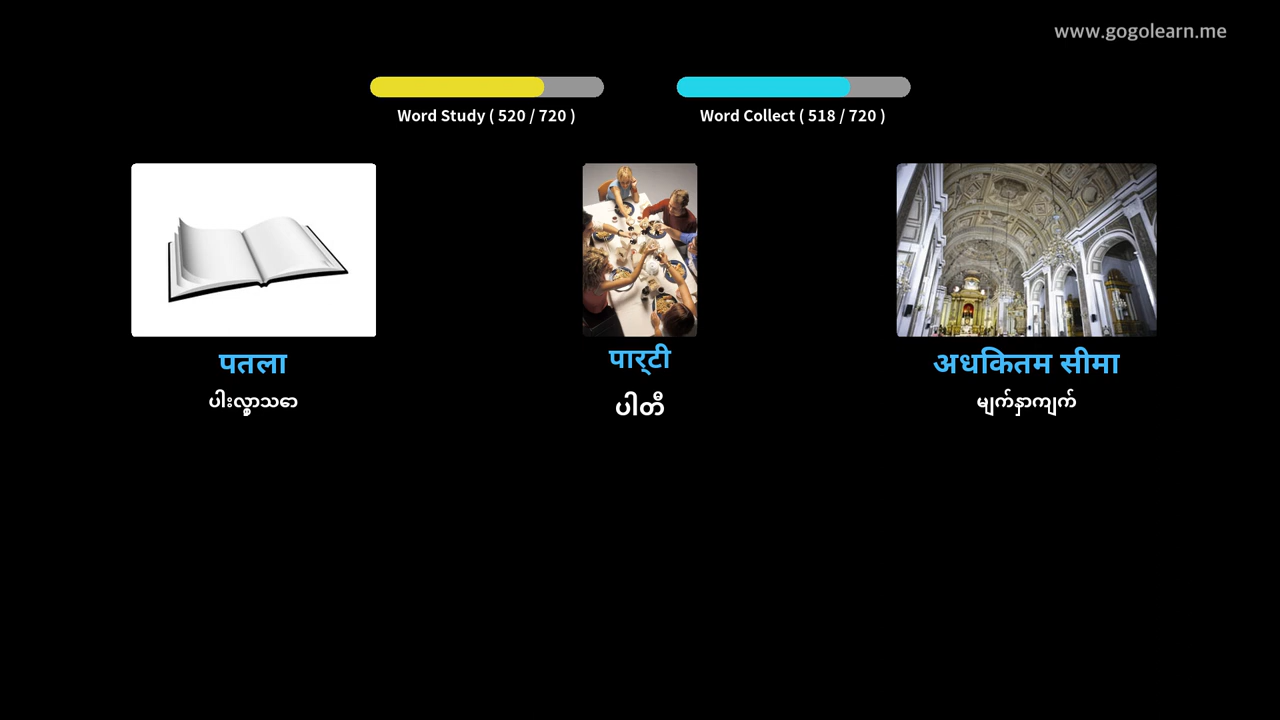 www.gogolearn.me
Word Study ( 520 / 720 )
Word Collect ( 518 / 720 )
पतला
पार्टी
अधकितम सीमा
ပါးလွှာသော
ပါတီ
မျက်နှာကျက်